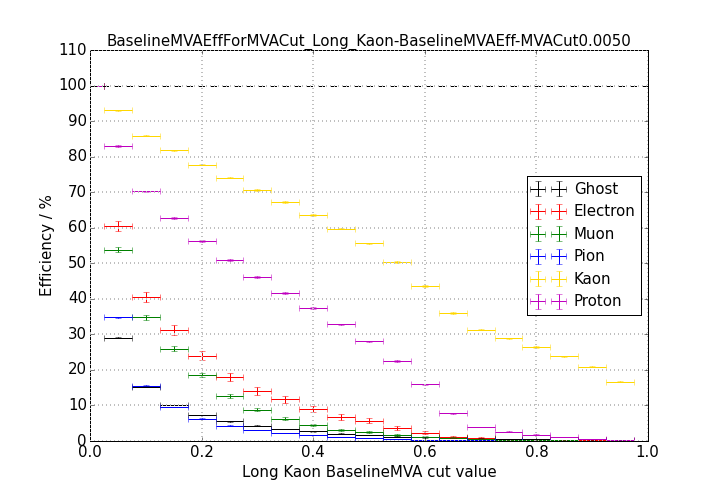 BaselineMVAEffForMVACut_Long_Kaon-BaselineMVAEff-MVACut0.0050
110
100
90
80
70
60
50
40
30
20
10
0
Efficiency / %
Ghost
Electron
Muon
Pion
Kaon
Proton
0.0 0.2 0.4 0.6 0.8 1.0
Long Kaon BaselineMVA cut value